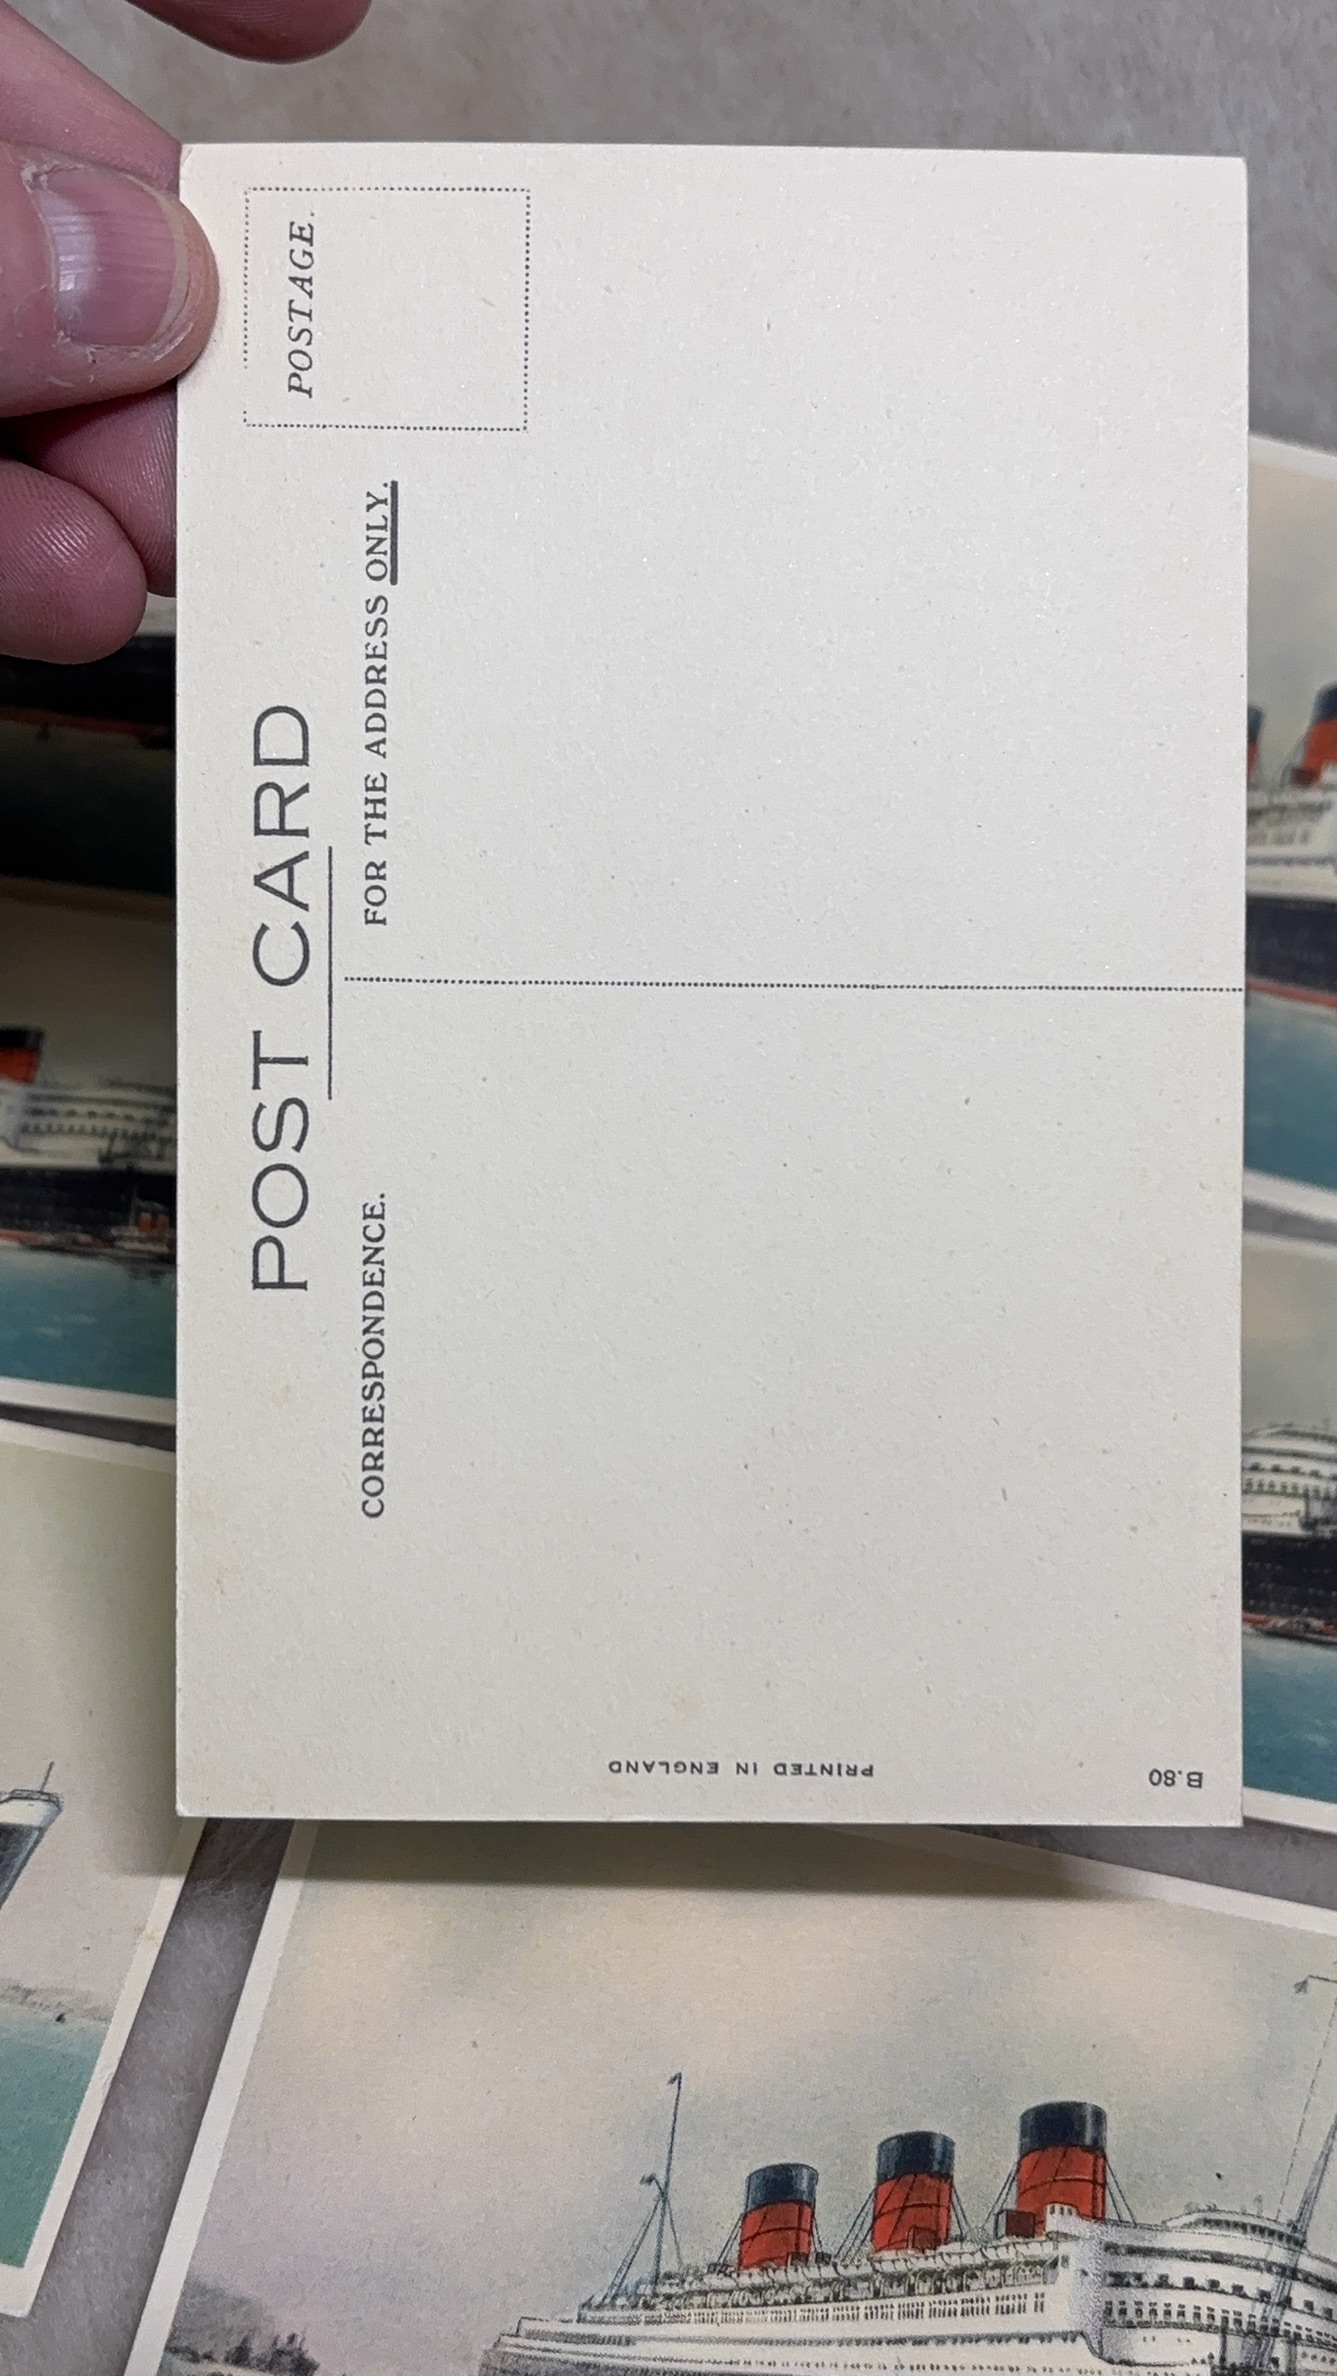 POST CARD
POSTAGE.
CORRESPONDENCE.
FOR THE ADDRESS ONLY.
PRINTED IN ENGLAND
B.80